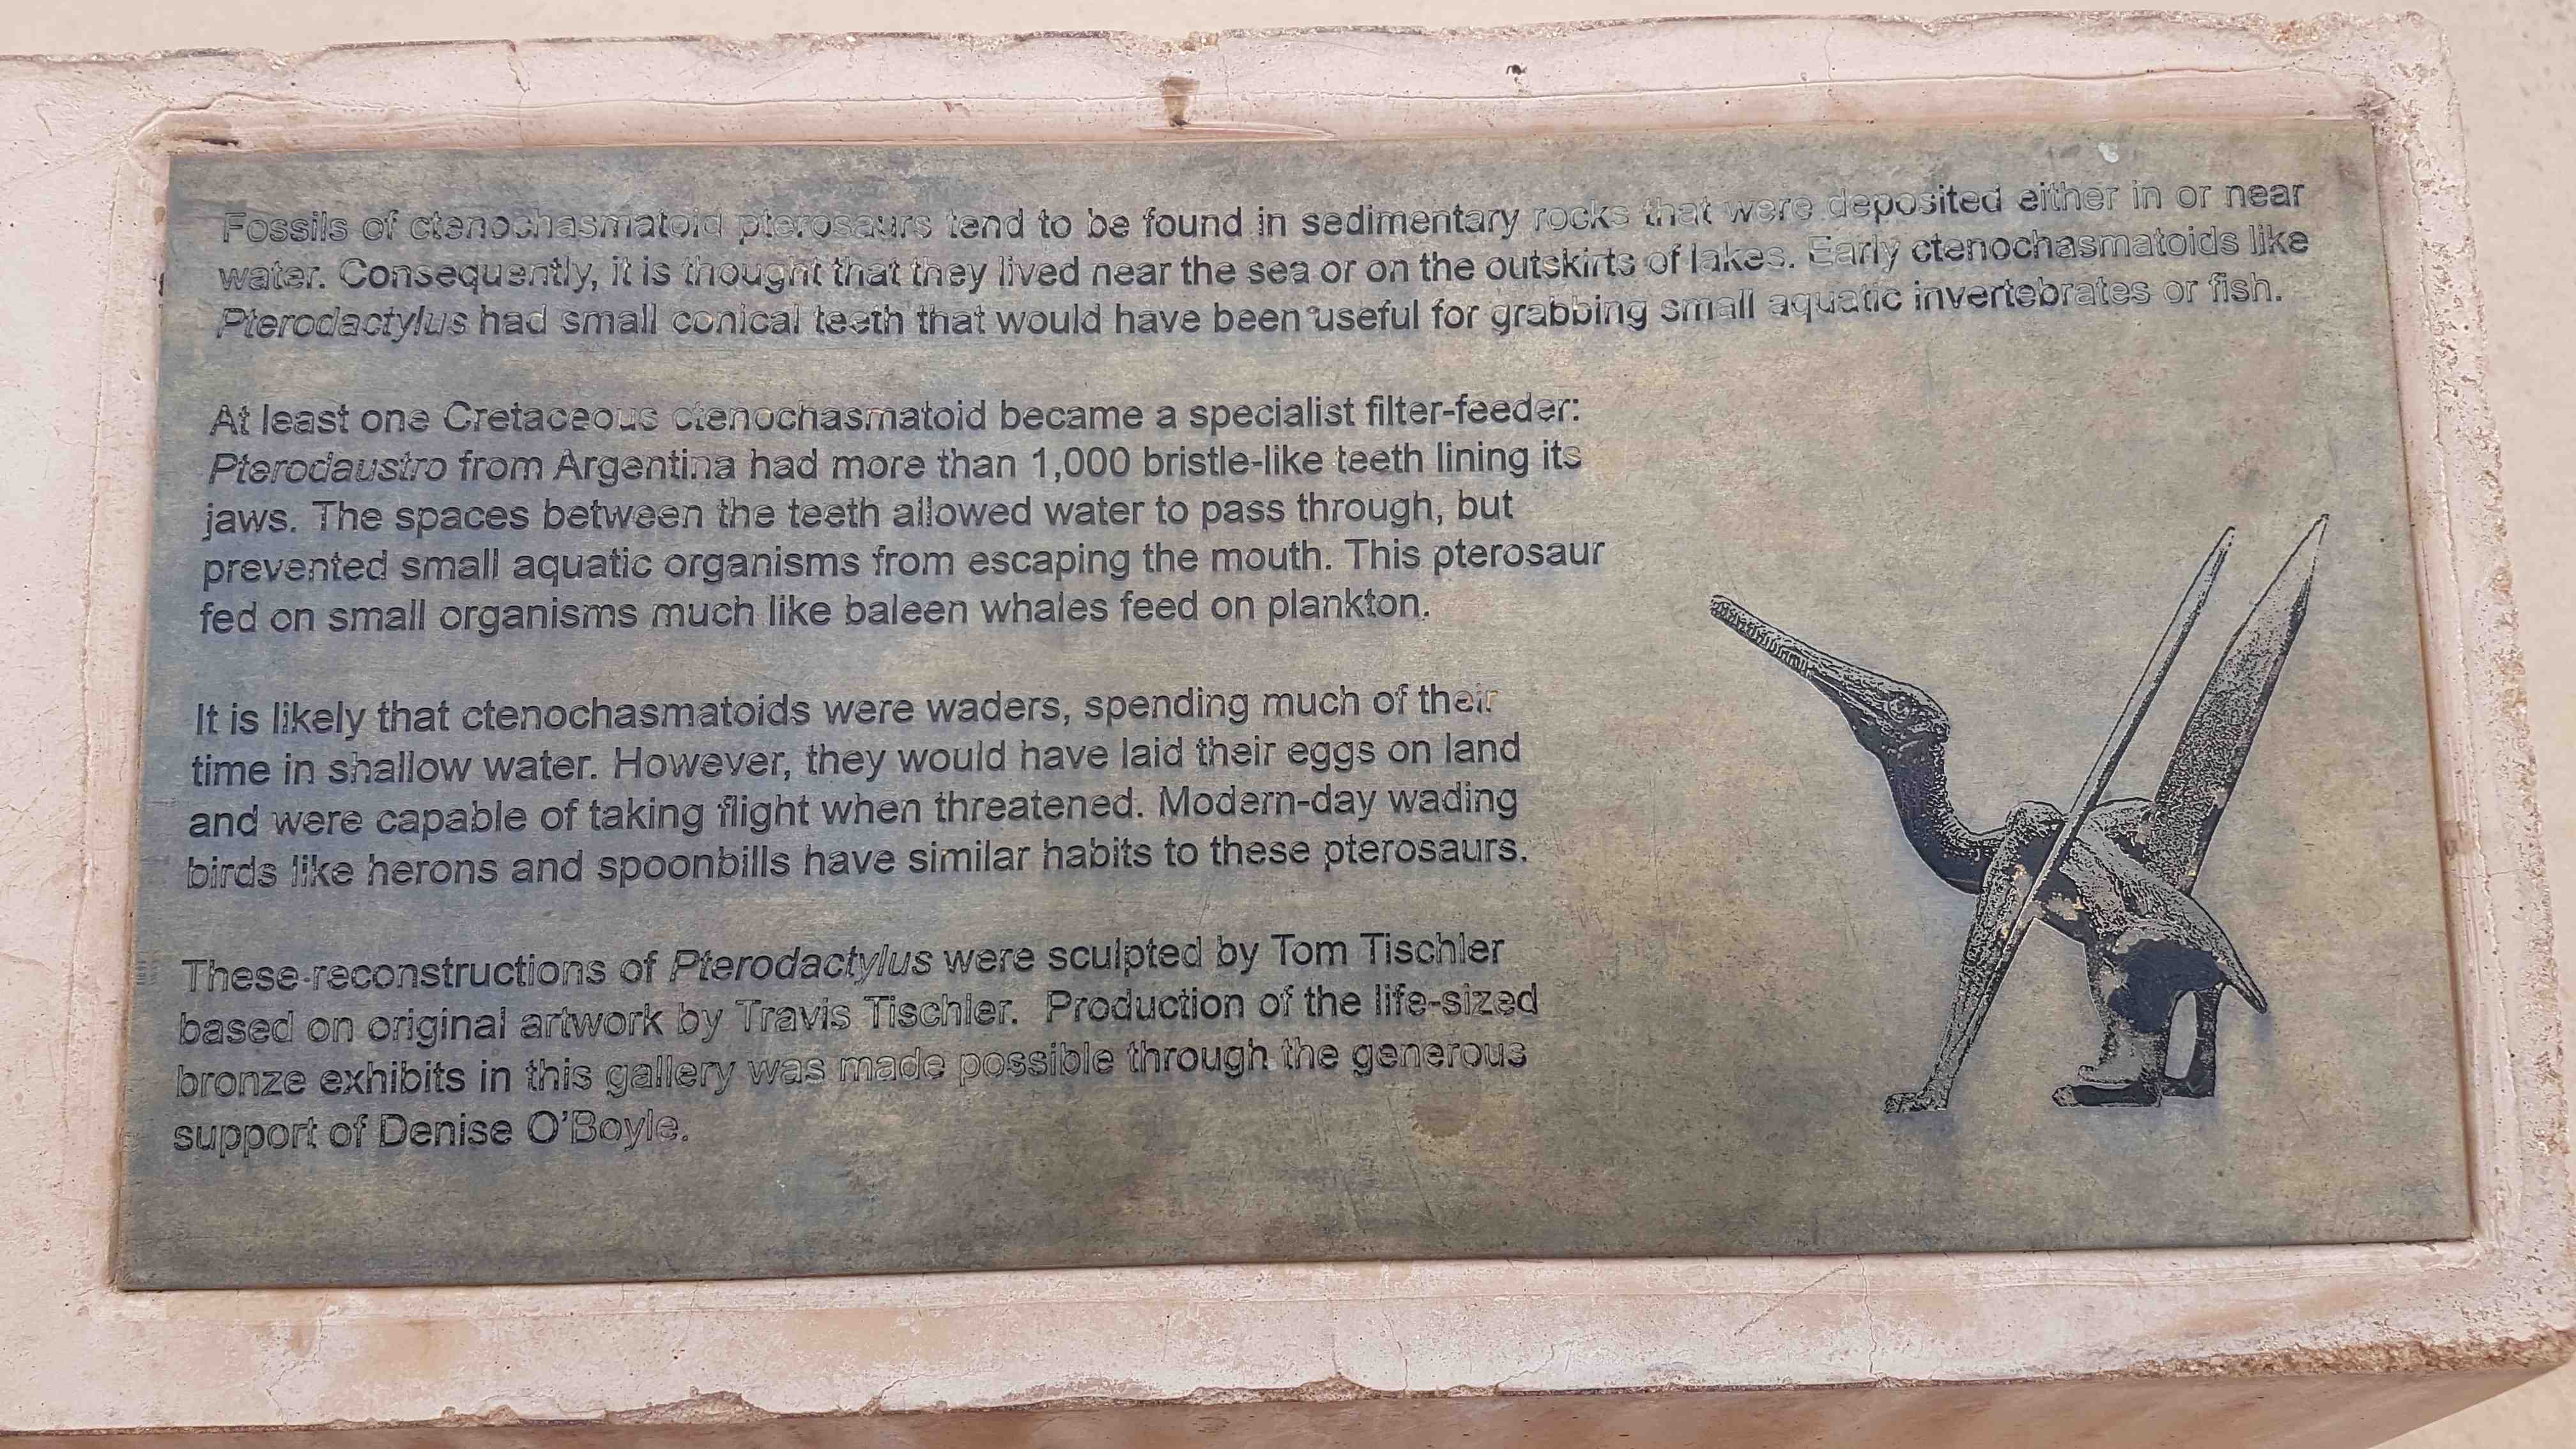 Fossils of ctenochasmatoid pterosaurs tend to be found in sedimentary rocks that were deposited either in or near
water. Consequently, it is thought that they lived near the sea or on the outskirts of lakes. Early ctenochasmatoids like
Pterodactylus had small conical teeth that would have been useful for grabbing small aquatic invertebrates or fish.
At least one Cretaceous ctenochasmatoid became a specialist filter-feeder:
Pterodaustro from Argentina had more than 1,000 bristle-like teeth lining its
jaws. The spaces between the teeth allowed water to pass through, but
prevented small aquatic organisms from escaping the mouth. This pterosaur
fed on small organisms much like baleen whales feed on plankton.
It is likely that ctenochasmatoids were waders, spending much of their
time in shallow water. However, they would have laid their eggs on land
and were capable of taking flight when threatened. Modern-day wading
birds like herons and spoonbills have similar habits to these pterosaurs.
These reconstructions of Pterodactylus were sculpted by Tom Tischler
based on original artwork by Travis Tischler. Production of the life-sized
bronze exhibits in this gallery was made possible through the generous
support of Denise O'Boyle.